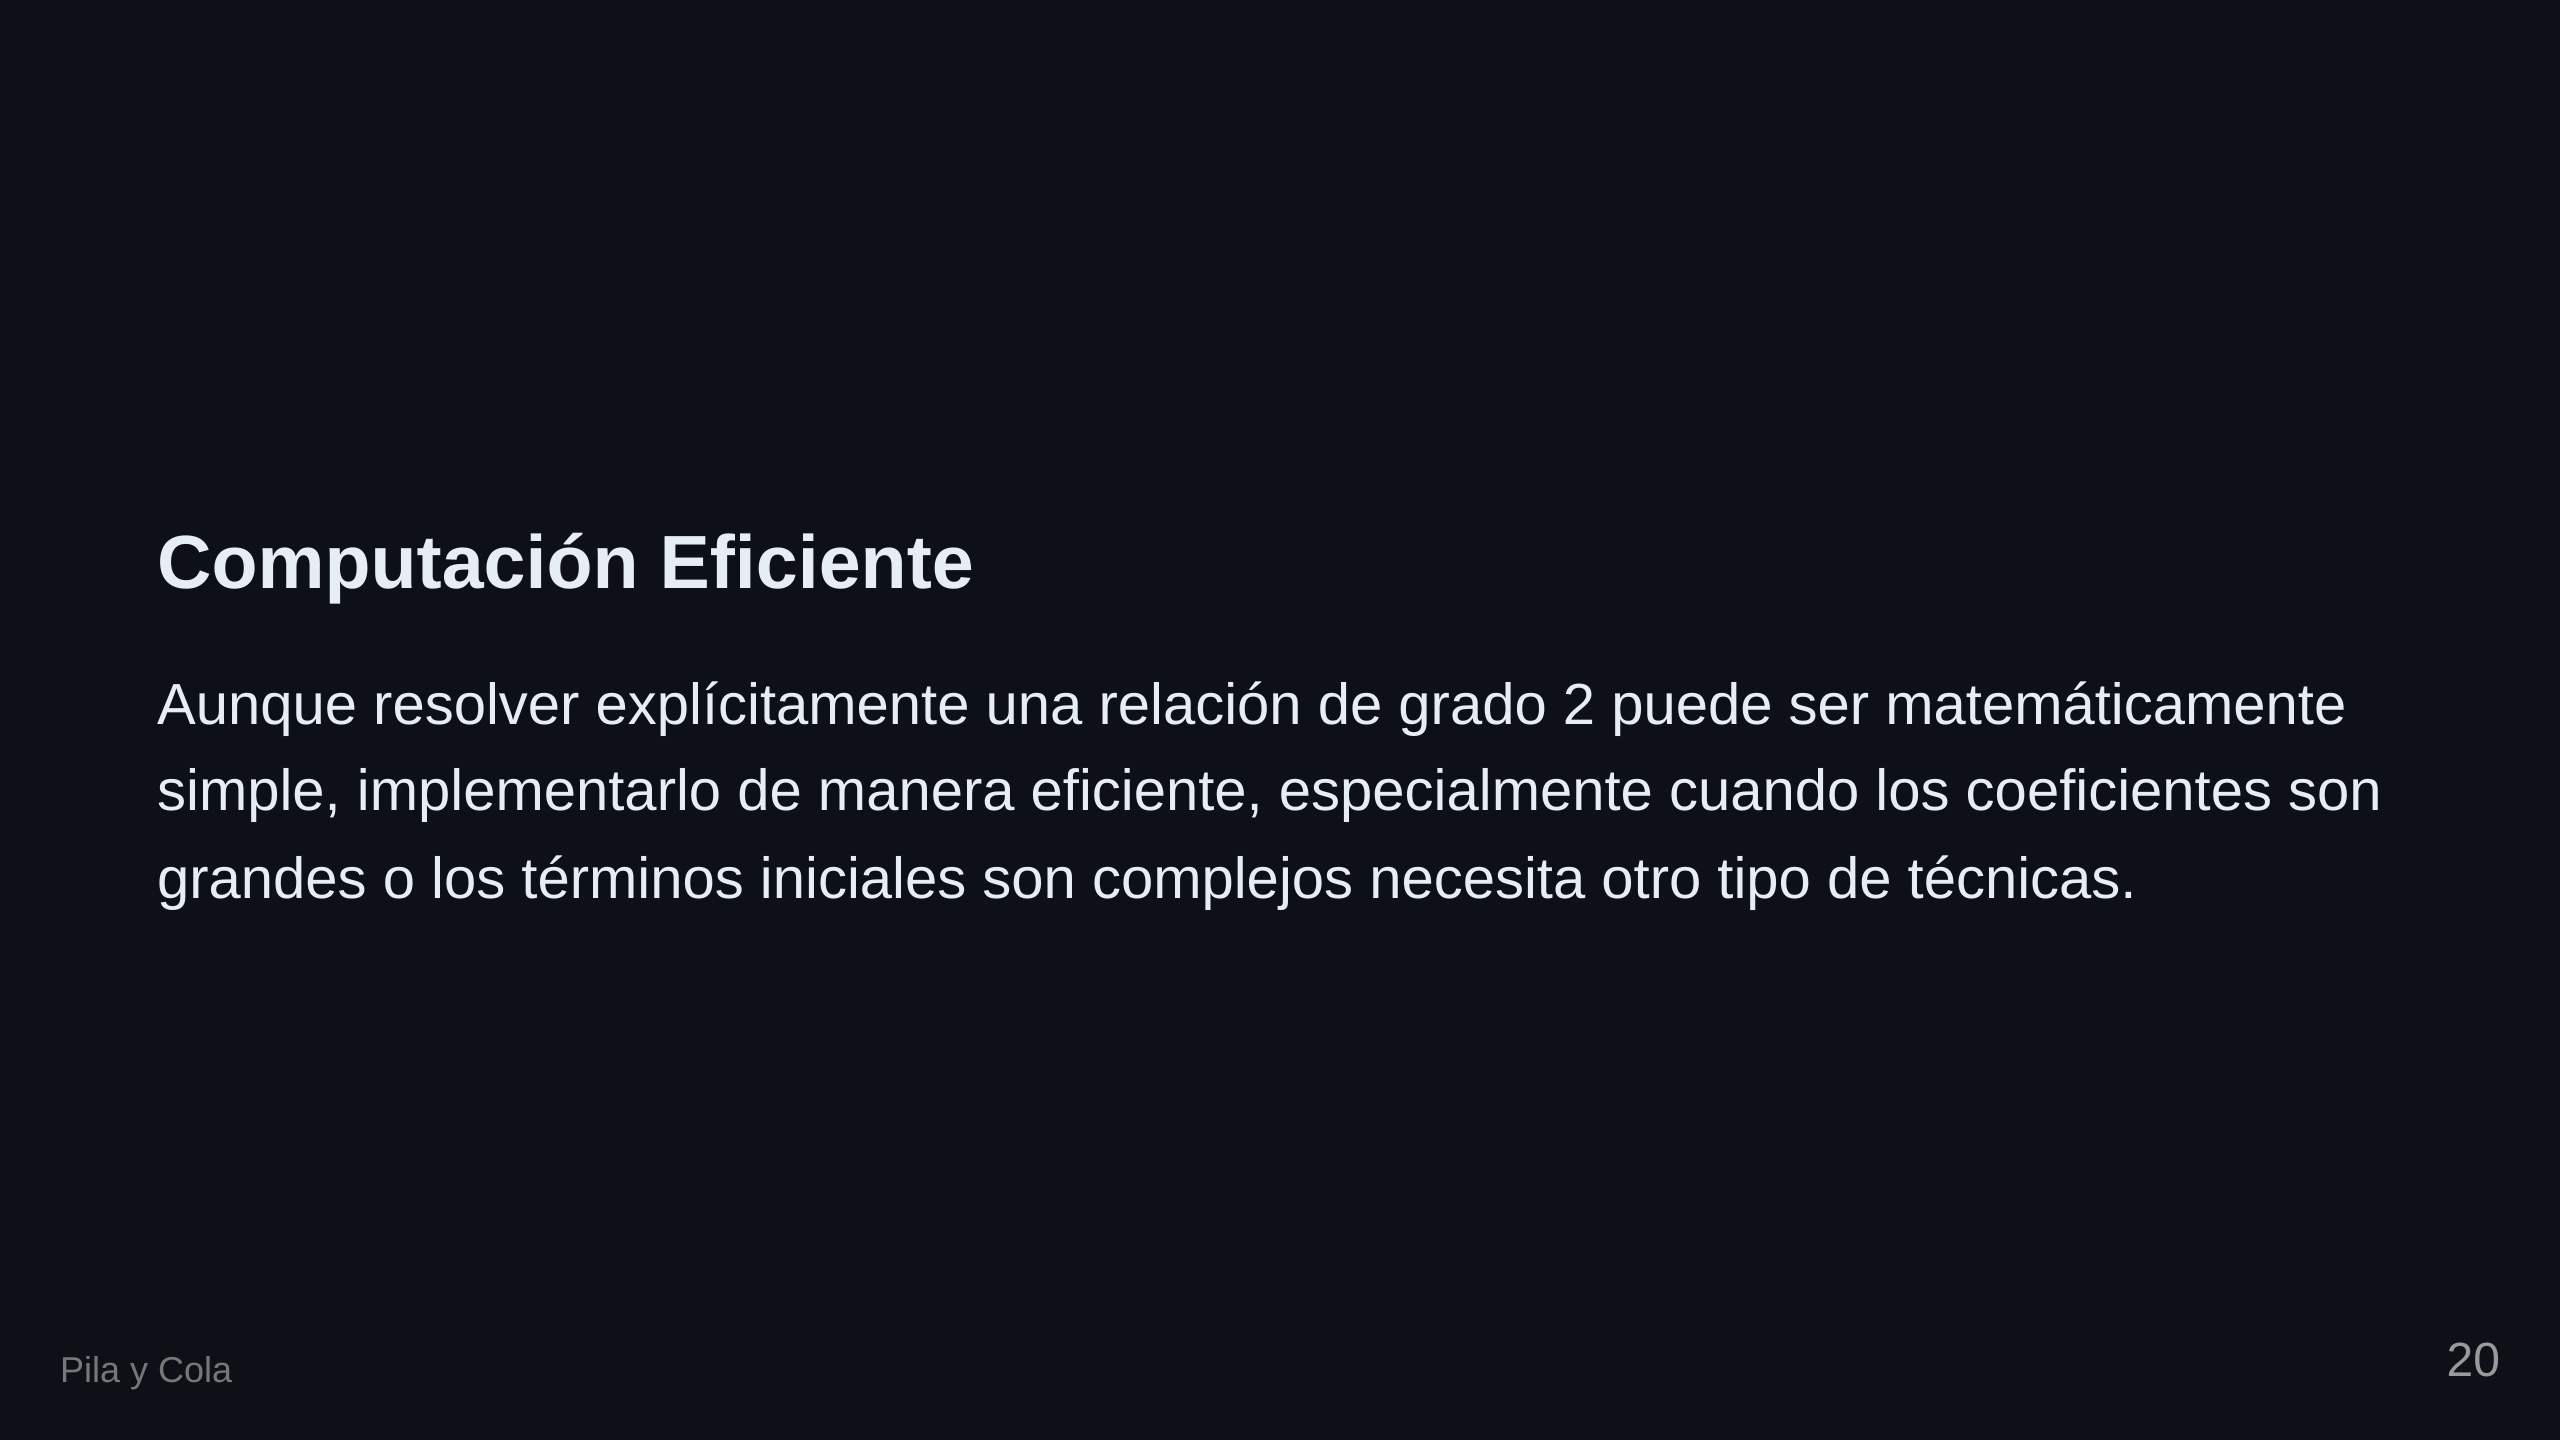 Computación Eficiente
Aunque resolver explícitamente una relación de grado 2 puede ser matemáticamente
simple, implementarlo de manera eficiente, especialmente cuando los coeficientes son
grandes o los términos iniciales son complejos necesita otro tipo de técnicas.
Pila y Cola
20